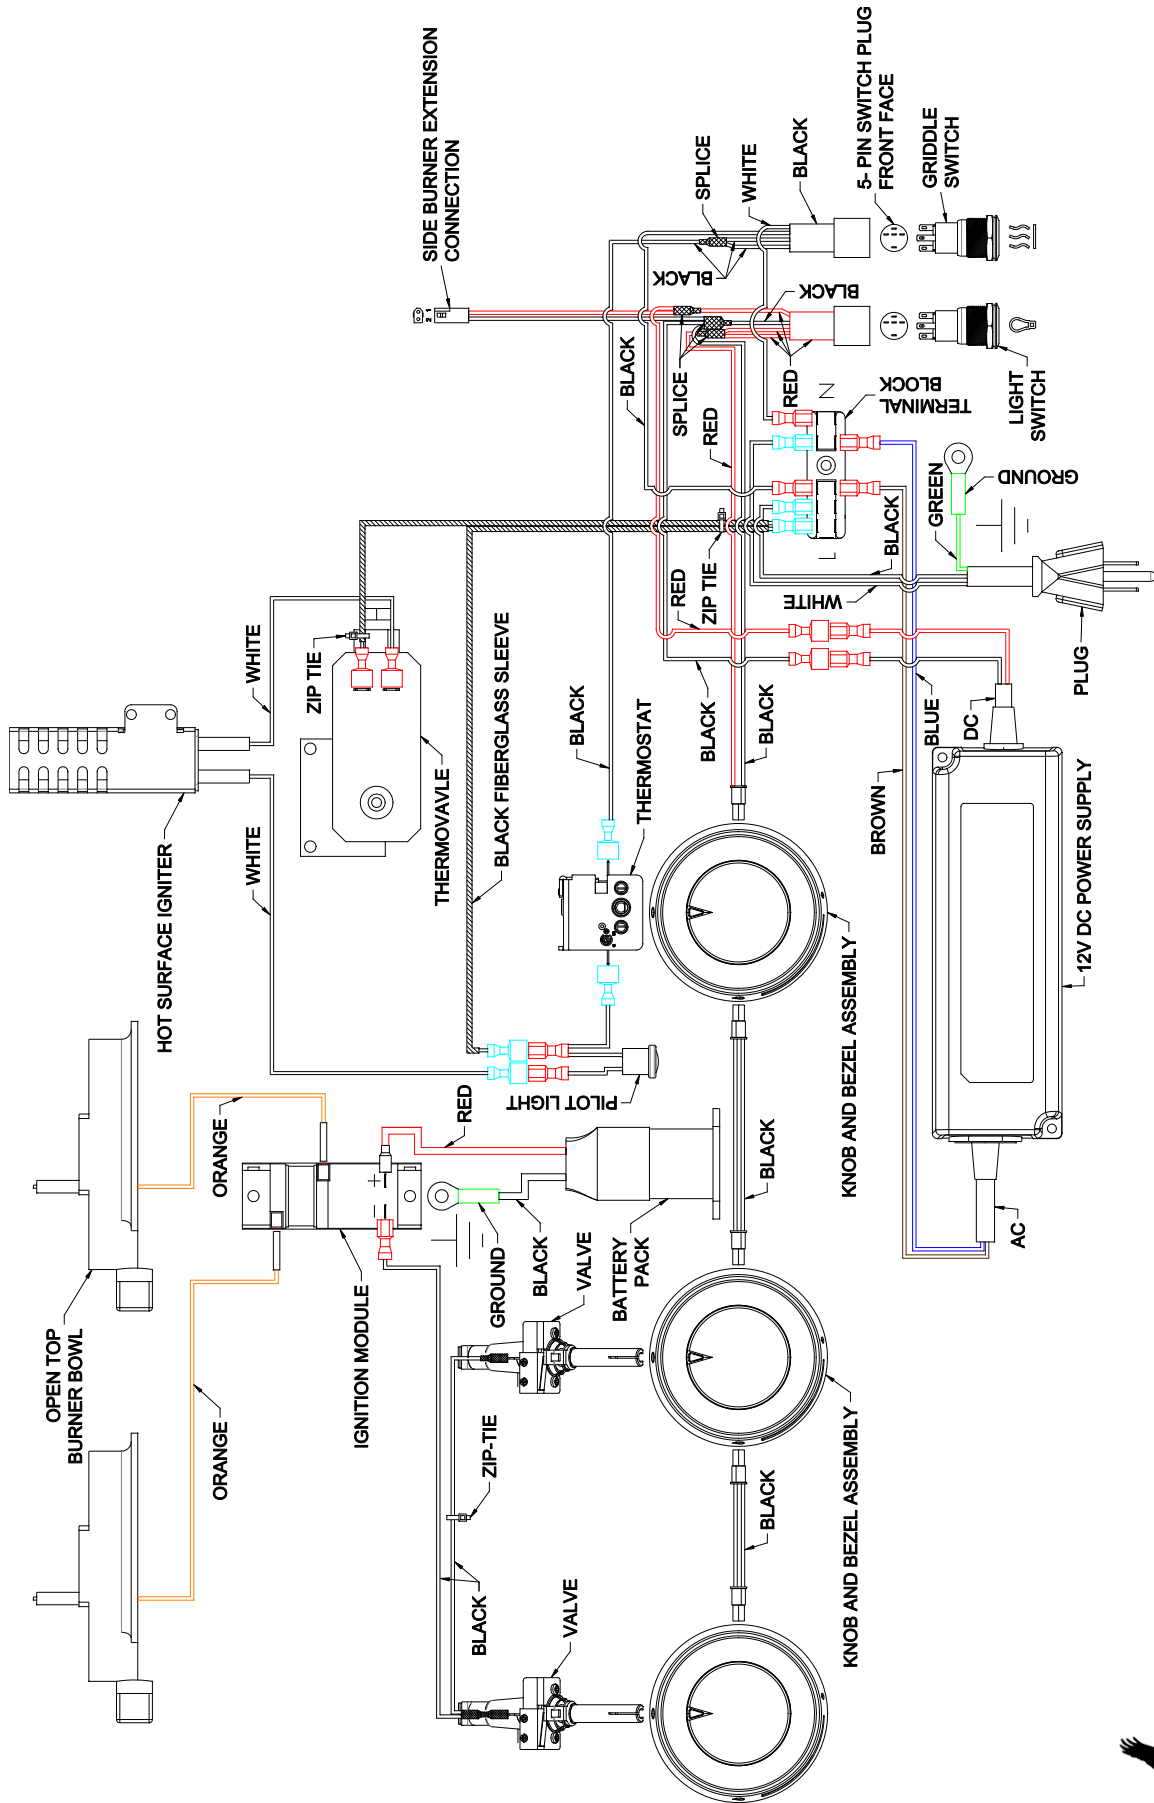 SIDE BURNER EXTENSION
CONNECTION
2 1
SPLICE
WHITE
BLACK
5- PIN SWITCH PLUG
FRONT FACE
GRIDDLE
SWITCH
BLACK
BLACK
BLACK
SPLICE
RED
RED
TERMINAL
BLOCK
N
L
LIGHT
SWITCH
ZIP TIE
WHITE
ZIP TIE
RED
WHITE
BLACK
GREEN
GROUND
PLUG
HOT SURFACE IGNITER
WHITE
THERMOVAVLE
BLACK FIBERGLASS SLEEVE
BLACK
THERMOSTAT
BLACK
BLACK
BROWN
BLUE
DC
12V DC POWER SUPPLY
AC
KNOB AND BEZEL ASSEMBLY
PILOT LIGHT
OPEN TOP
BURNER BOWL
ORANGE
ORANGE
IGNITION MODULE
+
−
RED
GROUND
BLACK
VALVE
BATTERY
PACK
BLACK
KNOB AND BEZEL ASSEMBLY
ZIP-TIE
BLACK
VALVE
BLACK
KNOB AND BEZEL ASSEMBLY